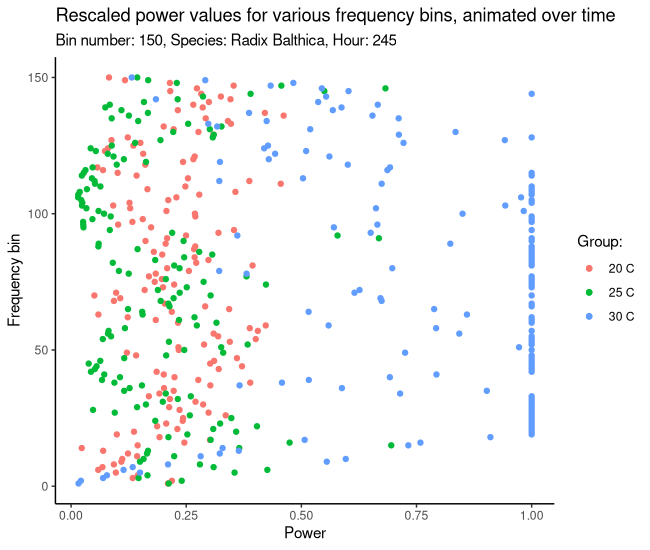 Rescaled power values for various frequency bins, animated over time
Bin number: 150, Species: Radix Balthica, Hour: 245
150
100
50
0
Frequency bin
0.00 0.25 0.50 0.75 1.00
Power
Group:
20 C
25 C
30 C